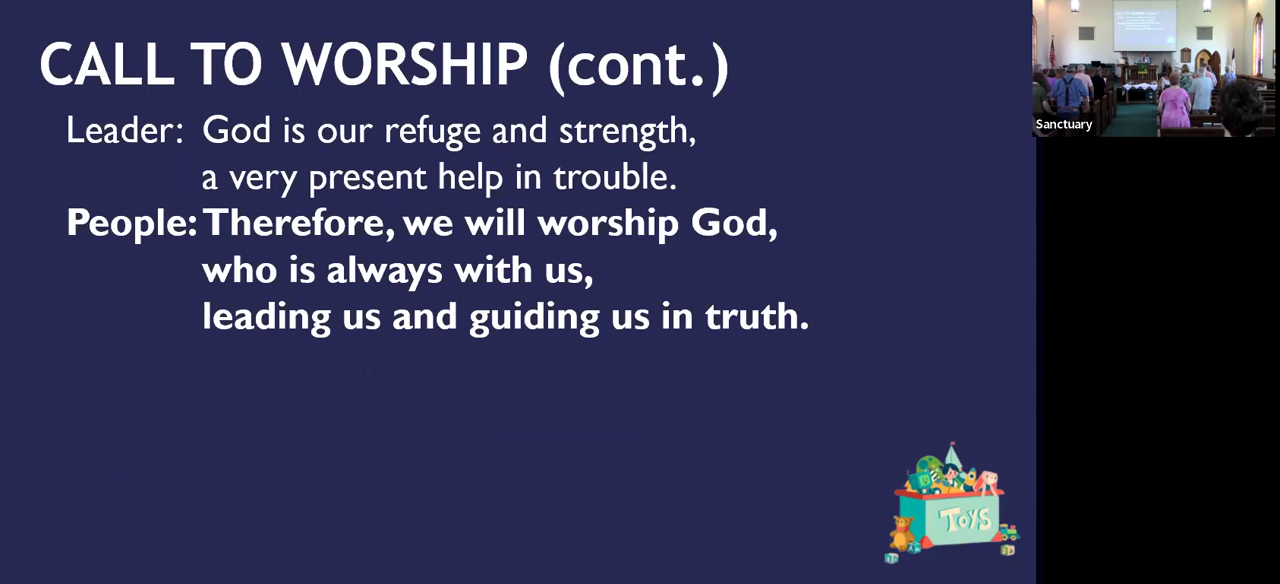 CALL TO WORSHIP (cont.)
Leader: God is our refuge and strength,
a very present help in trouble.
People: Therefore, we will worship God,
who is always with us,
leading us and guiding us in truth.
TOYS
Sanctuary